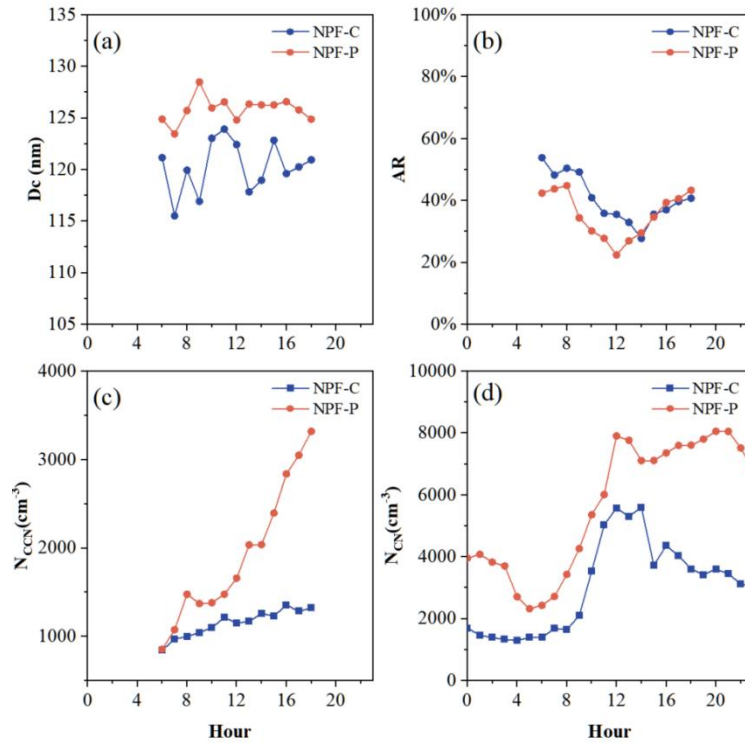 (a)
NPF-C
NPF-P
135
130
125
120
115
110
105
Dc (nm)
0 4 8 12 16 20
(b)
NPF-C
NPF-P
100%
80%
60%
40%
20%
0%
AR
0 4 8 12 16 20
(c)
NPF-C
NPF-P
4000
3000
2000
1000
N_CCN(cm⁻³)
0 4 8 12 16 20
Hour
(d)
NPF-C
NPF-P
10000
8000
6000
4000
2000
0
N_CN(cm⁻³)
0 4 8 12 16 20
Hour